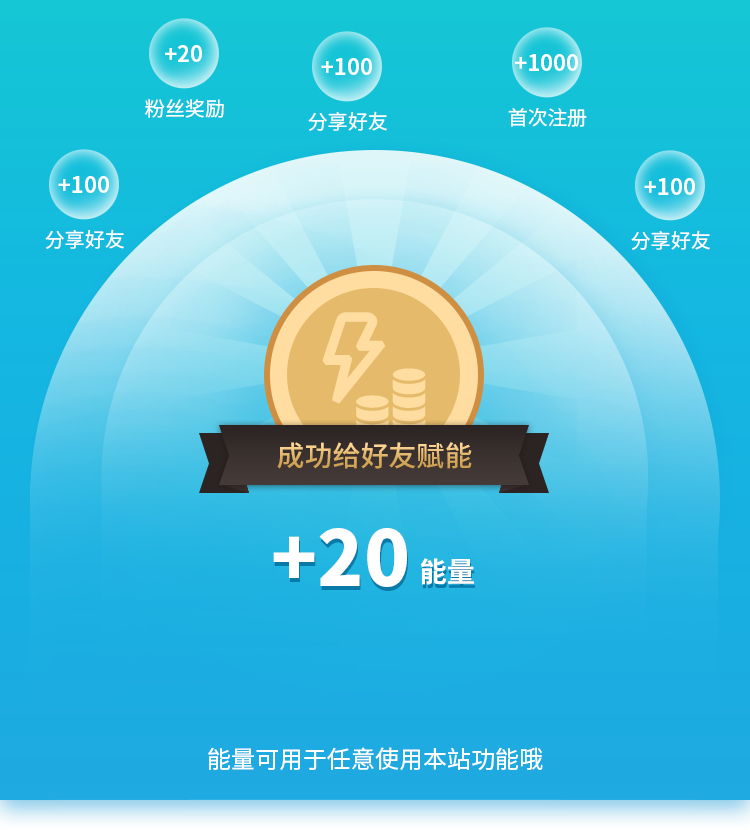 +20
粉丝奖励
+100
分享好友
+1000
首次注册
+100
分享好友
+100
分享好友
成功给好友赋能
+20 能量
能量可用于任意使用本站功能哦